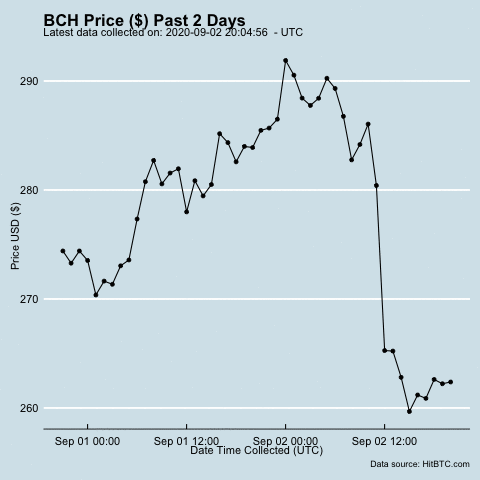 BCH Price ($) Past 2 Days
Latest data collected on: 2020-09-02 20:04:56  - UTC
290
280
270
260
Price USD ($)
Sep 01 00:00 Sep 01 12:00 Sep 02 00:00 Sep 02 12:00
Date Time Collected (UTC)
Data source: HitBTC.com